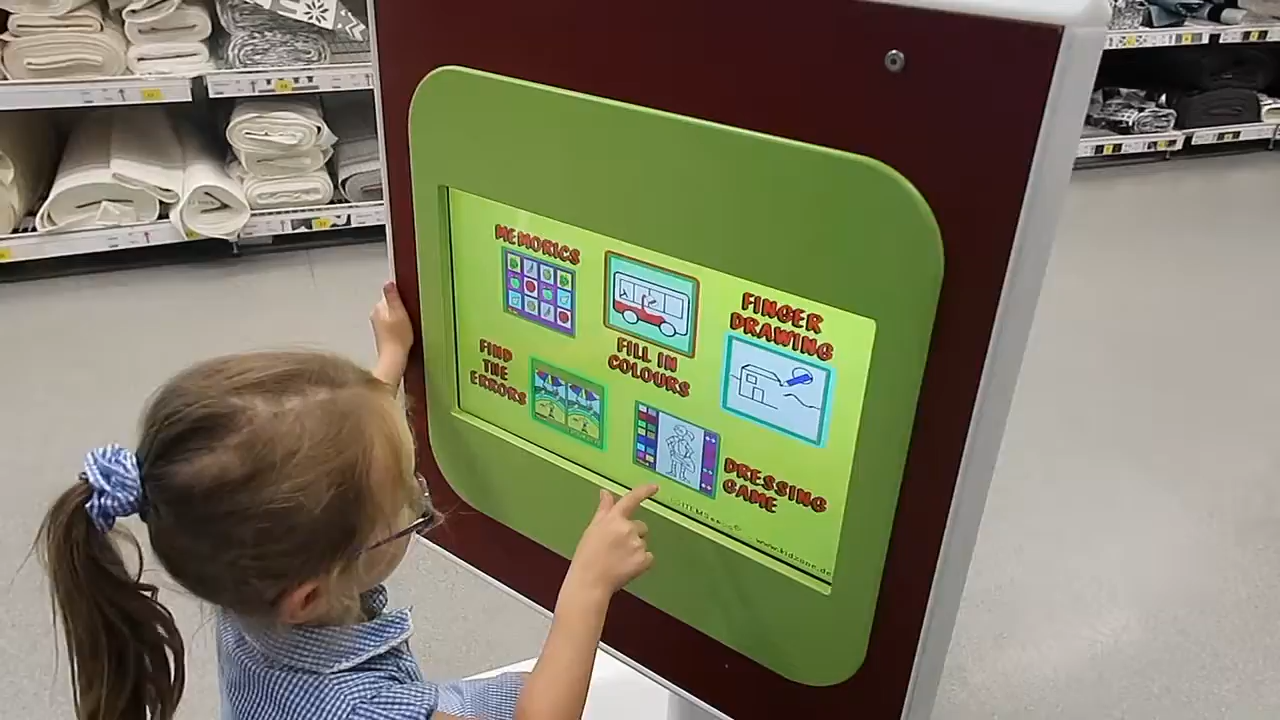 MEMORICS
FILL IN
COLOURS
FINGER
DRAWING
FIND
THE
ERRORS
DRESSING
GAME
www.kidzone.de